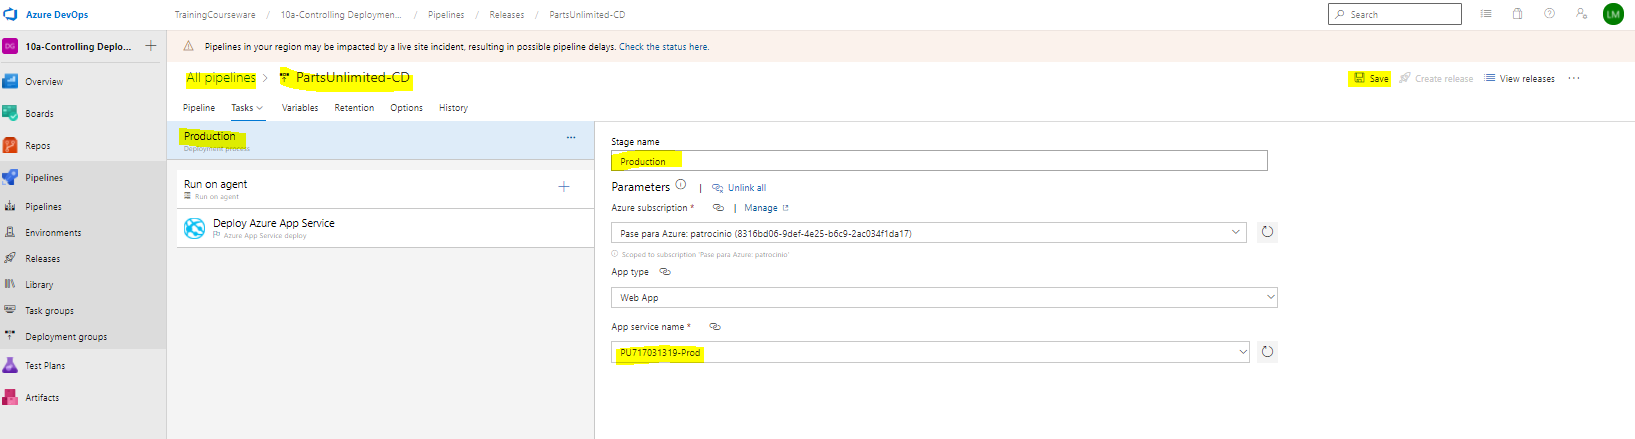 Azure DevOps
TrainingCourseware / 10a-Controlling Deploymen... / Pipelines / Releases / PartsUnlimited-CD
Search
LM
DG 10a-Controlling Deplo... +
Overview
Boards
Repos
Pipelines
Pipelines
Environments
Releases
Library
Task groups
Deployment groups
Test Plans
Artifacts
Pipelines in your region may be impacted by a live site incident, resulting in possible pipeline delays. Check the status here.
All pipelines > PartsUnlimited-CD
Save Create release View releases ...
Pipeline Tasks Variables Retention Options History
Production ...
Deployment process
Run on agent +
Run on agent
Deploy Azure App Service
Azure App Service deploy
Stage name
Production
Parameters | Unlink all
Azure subscription * | Manage
Pase para Azure: patrocinio (8316bd06-9def-4e25-b6c9-2ac034f1da17)
Scoped to subscription 'Pase para Azure: patrocinio'
App type
Web App
App service name *
PU717031319-Prod